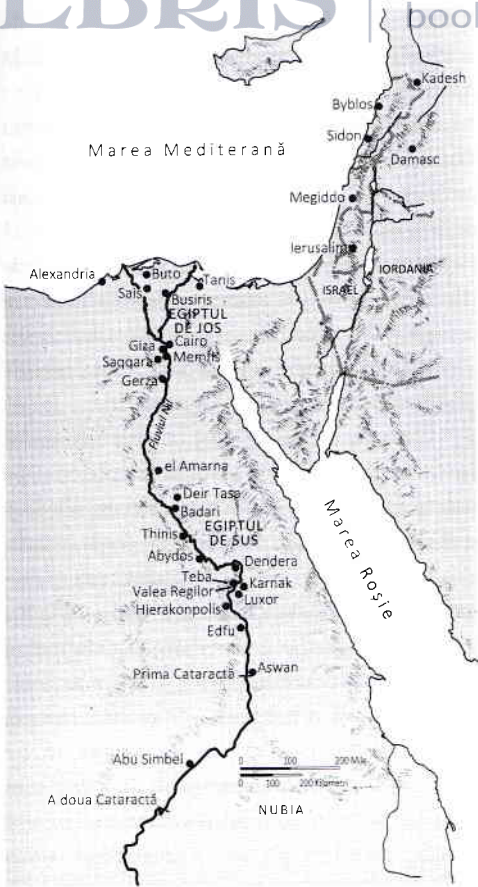 LIBRIS
book
Kadesh
Byblos
Marea Mediterană
Sidon
Damasc
Megiddo
Ierusalim
Alexandria
Buto
Tanis
IORDANIA
Sais
Busiris
ISRAEL
EGIPTUL
DE JOS
Giza
Cairo
Saqqara
Memfis
Gerza
Fluviul Nil
el Amarna
Deir Tasa
Badari
Marea Roșie
Thinis
EGIPTUL
DE SUS
Abydos
Dendera
Teba
Karnak
Valea Regilor
Luxor
Hierakonpolis
Edfu
Prima Cataractă
Aswan
Abu Simbel
0 100 200 Mile
0 100 200 Kilometri
A doua Cataractă
NUBIA